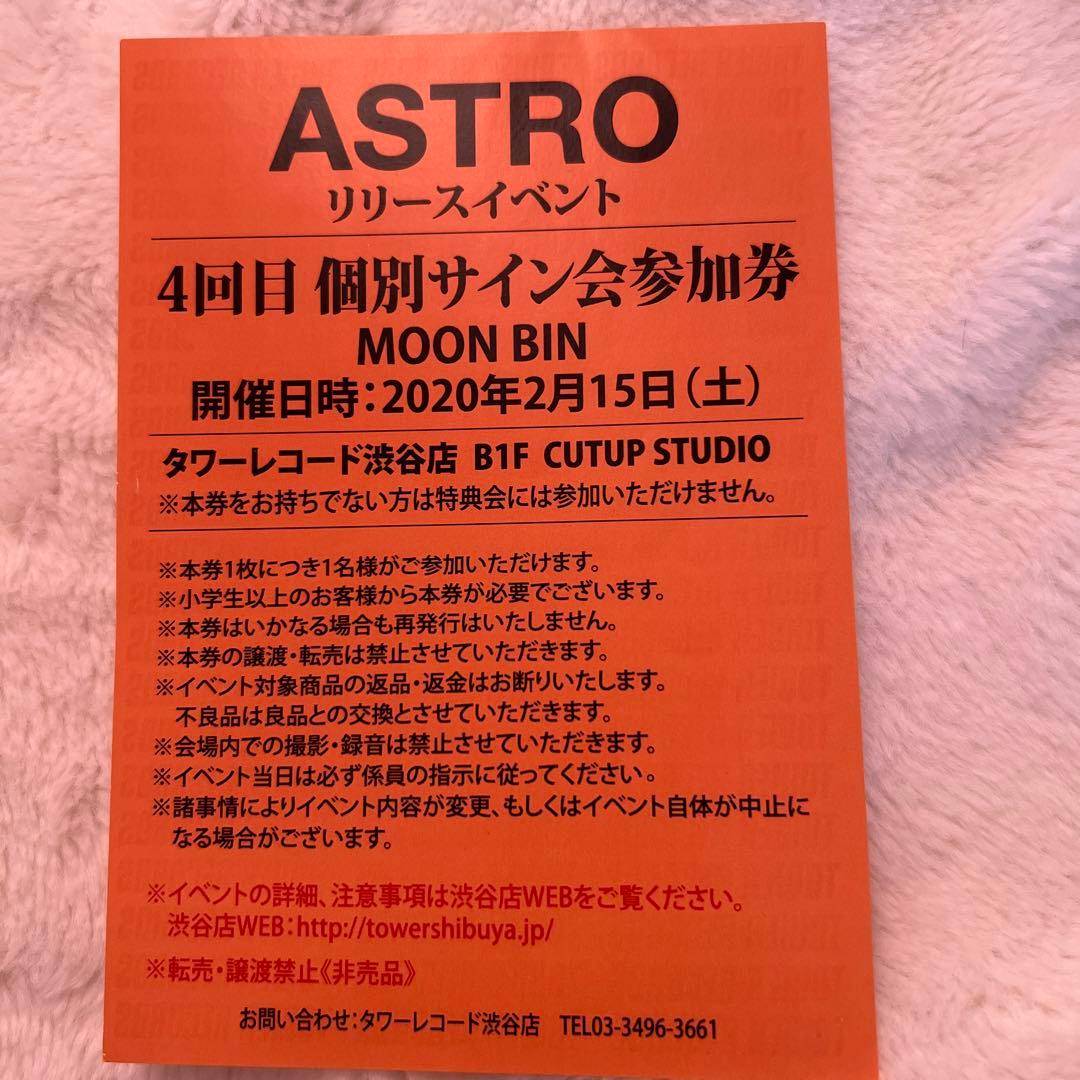 ASTRO
リリースイベント
4回目 個別サイン会参加券
MOON BIN
開催日時：2020年2月15日（土）
タワーレコード渋谷店 B1F CUTUP STUDIO
※本券をお持ちでない方は特典会には参加いただけません。
※本券1枚につき1名様がご参加いただけます。
※小学生以上のお客様から本券が必要でございます。
※本券はいかなる場合も再発行はいたしません。
※本券の譲渡・転売は禁止させていただきます。
※イベント対象商品の返品・返金はお断りいたします。
不良品は良品との交換とさせていただきます。
※会場内での撮影・録音は禁止させていただきます。
※イベント当日は必ず係員の指示に従ってください。
※諸事情によりイベント内容が変更、もしくはイベント自体が中止に
なる場合がございます。
※イベントの詳細、注意事項は渋谷店WEBをご覧ください。
渋谷店WEB：http://towershibuya.jp/
※転売・譲渡禁止《非売品》
お問い合わせ：タワーレコード渋谷店 TEL03-3496-3661